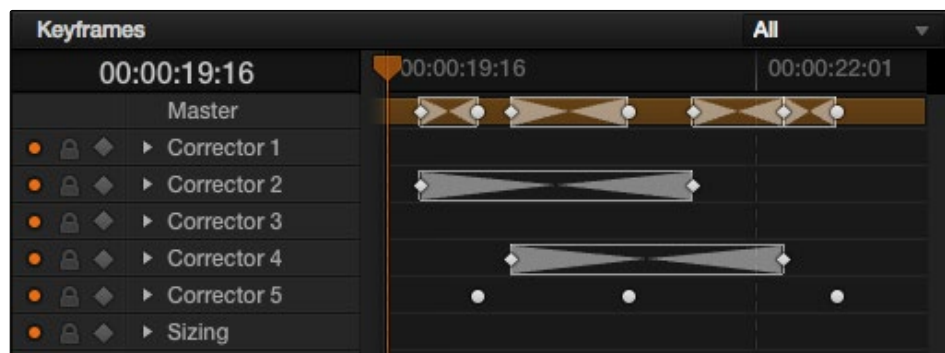 Keyframes All
00:00:19:16 00:00:19:16 00:00:22:01
Master
Corrector 1
Corrector 2
Corrector 3
Corrector 4
Corrector 5
Sizing